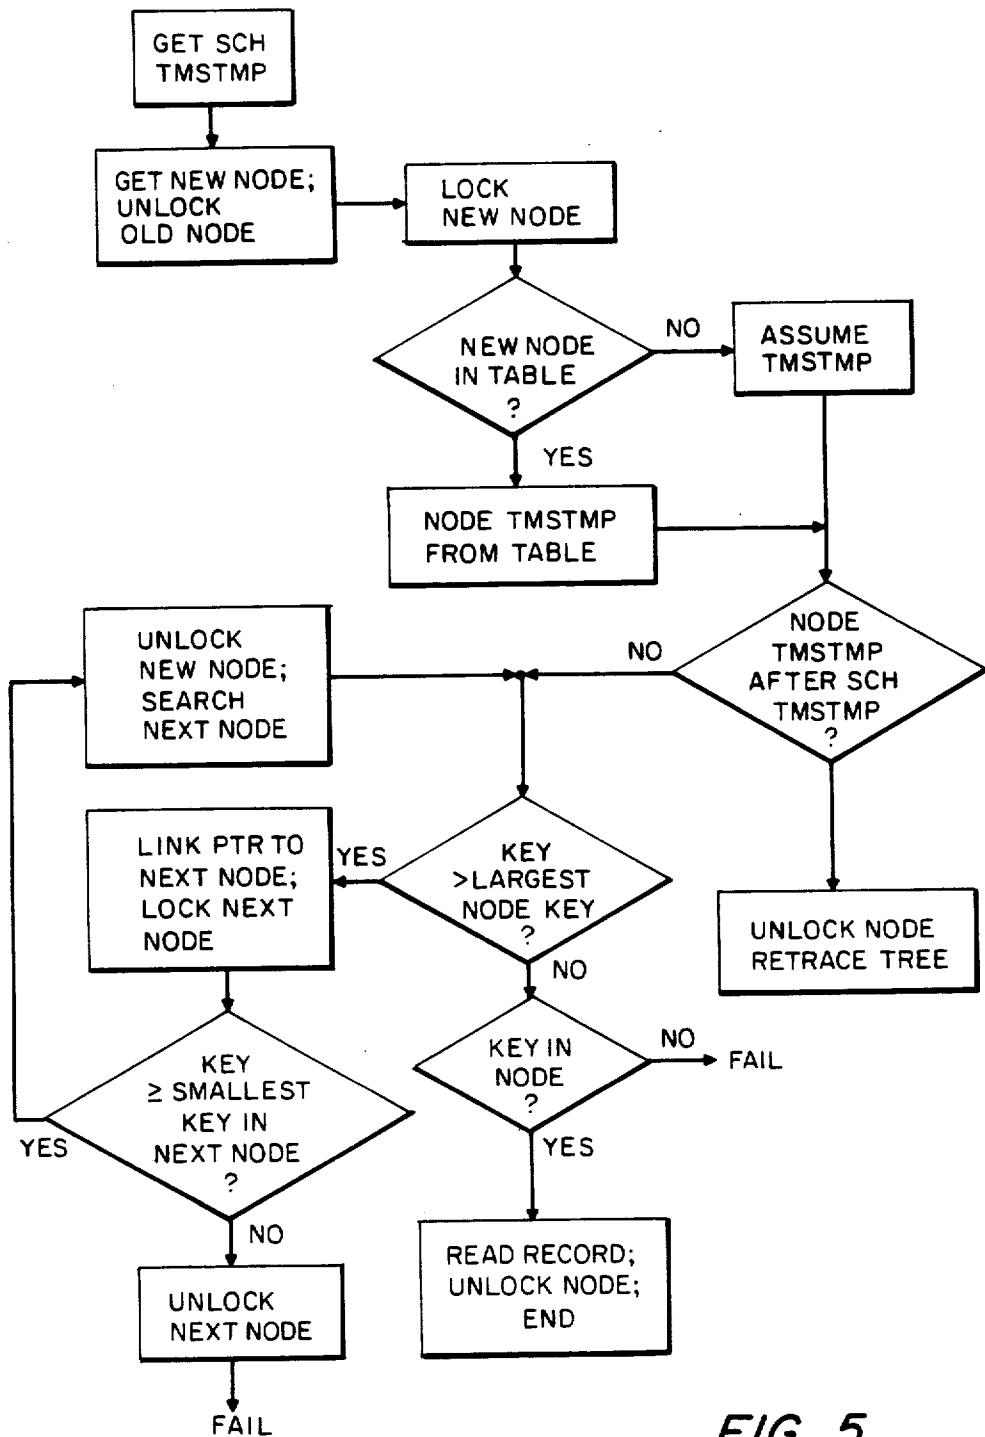 GET SCH
TMSTMP
GET NEW NODE;
UNLOCK
OLD NODE
LOCK
NEW NODE
NEW NODE
IN TABLE
?
NO
ASSUME
TMSTMP
YES
NODE TMSTMP
FROM TABLE
NODE
TMSTMP
AFTER SCH
TMSTMP
?
NO
UNLOCK
NEW NODE;
SEARCH
NEXT NODE
LINK PTR TO
NEXT NODE;
LOCK NEXT
NODE
YES
KEY
>LARGEST
NODE KEY
?
NO
UNLOCK NODE
RETRACE TREE
KEY IN
NODE
?
NO
FAIL
YES
KEY
≥ SMALLEST
KEY IN
NEXT NODE
?
YES
NO
READ RECORD;
UNLOCK NODE;
END
UNLOCK
NEXT NODE
FAIL
FIG. 5